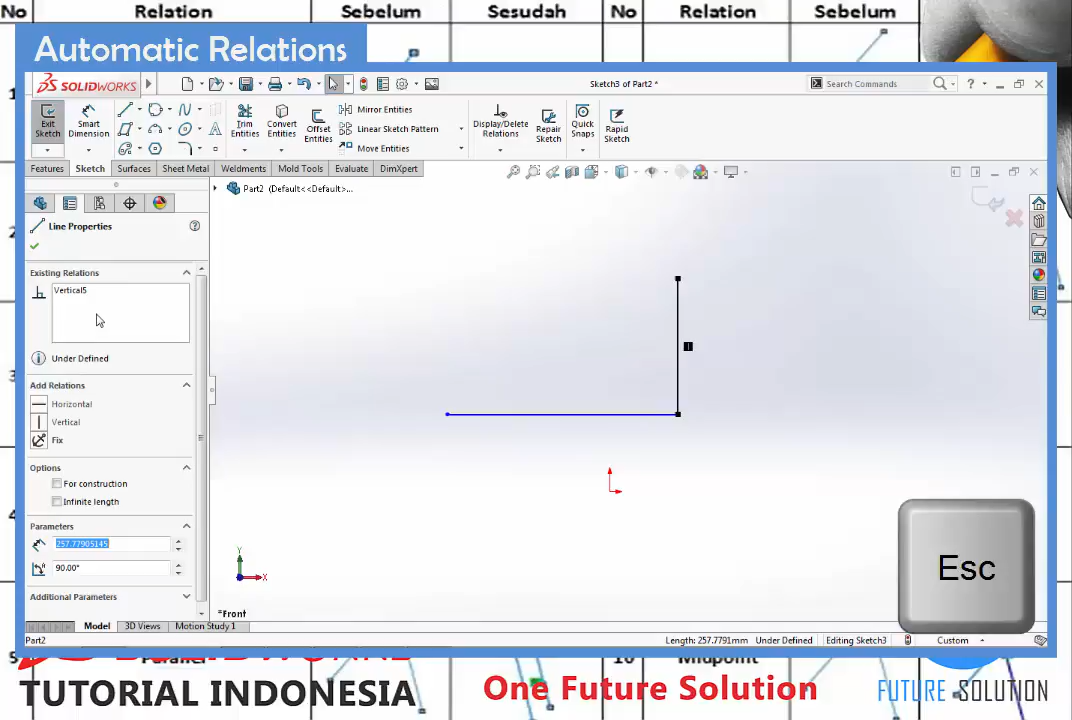 No Relation Sebelum Sesudah No Relation Sebelum
Automatic Relations
SOLIDWORKS
Sketch3 of Part2 *
Search Commands
Exit Sketch
Smart Dimension
Trim Entities
Convert Entities
Offset Entities
Mirror Entities
Linear Sketch Pattern
Move Entities
Display/Delete Relations
Repair Sketch
Quick Snaps
Rapid Sketch
Features Sketch Surfaces Sheet Metal Weldments Mold Tools Evaluate DimXpert
Part2 (Default<<Default>...
Line Properties
Existing Relations
Vertical5
Under Defined
Add Relations
Horizontal
Vertical
Fix
Options
For construction
Infinite length
Parameters
257.77905145
90.00°
Additional Parameters
Y
X
*Front
Esc
Model 3D Views Motion Study 1
Part2
Length: 257.7791mm Under Defined Editing Sketch3 Custom
Parallel
10 Midpoint
TUTORIAL INDONESIA
One Future Solution
FUTURE SOLUTION